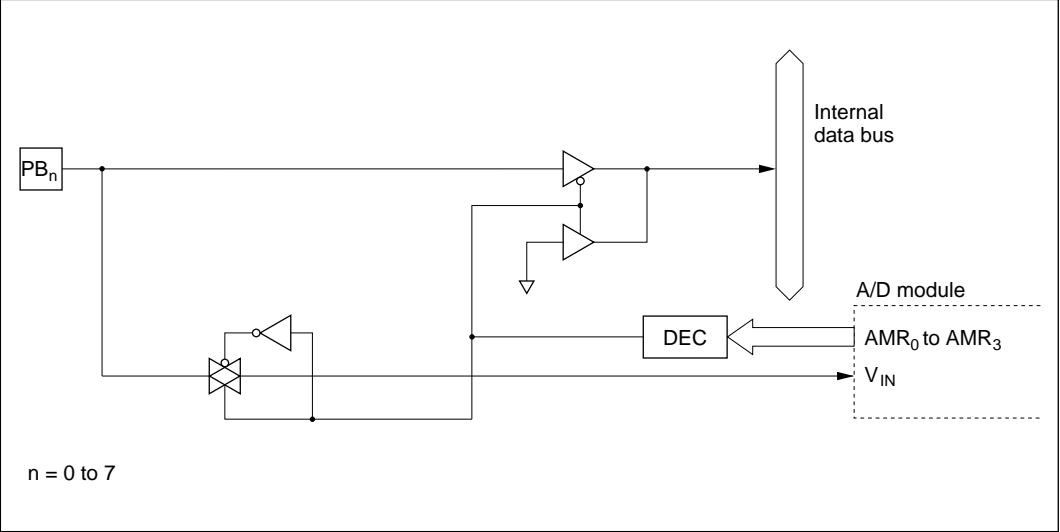 Internal
data bus
PBn
A/D module
DEC
AMR0 to AMR3
VIN
n = 0 to 7